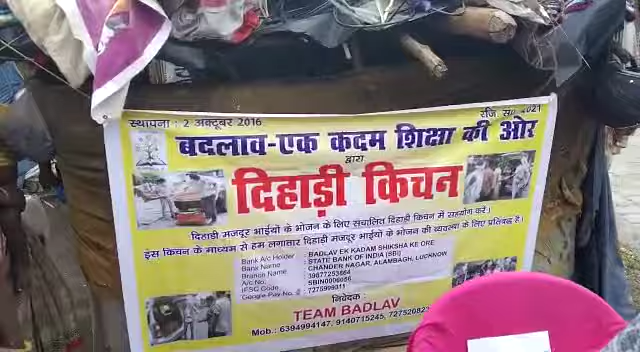 स्थापना : 2 अक्टूबर 2016
रजि. सं० 2021
बदलाव-एक कदम शिक्षा की ओर
द्वारा
दिहाड़ी किचन
दिहाड़ी मजदूर भाईयों के भोजन के लिए संचालित दिहाड़ी किचन में सहयोग करें।
इस किचन के माध्यम से हम लगातार दिहाड़ी मजदूर भाईयों के भोजन की व्यवस्था के लिए प्रतिबद्ध है।
Bank A/c Holder : BADLAV EK KADAM SHIKSHA KE ORE
Bank Name : STATE BANK OF INDIA (SBI)
Branch Name : CHANDER NAGAR, ALAMBAGH, LUCKNOW
A/c No. : 39877253664
IFSC Code :
Google Pay No. : 7275999311
निवेदक :
TEAM BADLAV
Mob.: 6394994147, 9140715245,